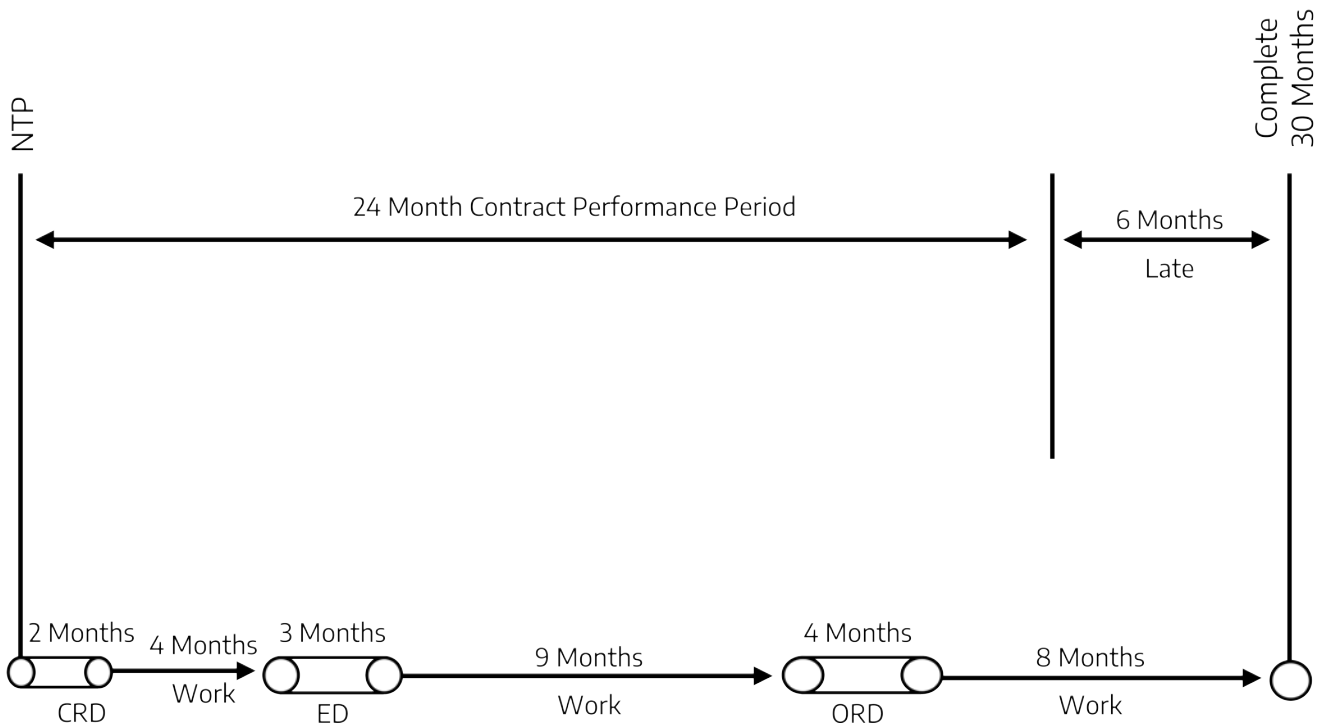 NTP
Complete
30 Months
24 Month Contract Performance Period
6 Months
Late
2 Months
4 Months
3 Months
9 Months
4 Months
8 Months
Work
Work
Work
CRD
ED
ORD